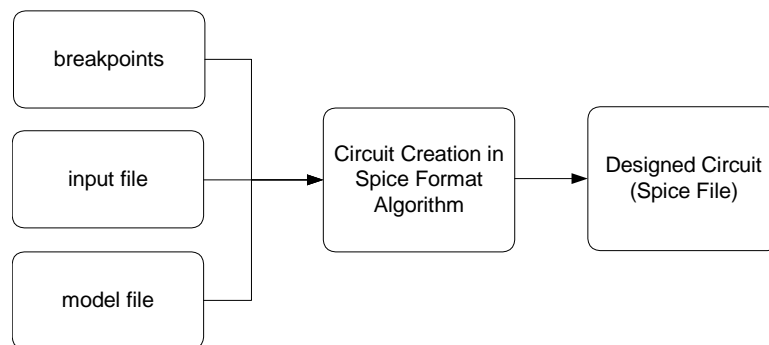 breakpoints
input file
model file
Circuit Creation in
Spice Format
Algorithm
Designed Circuit
(Spice File)